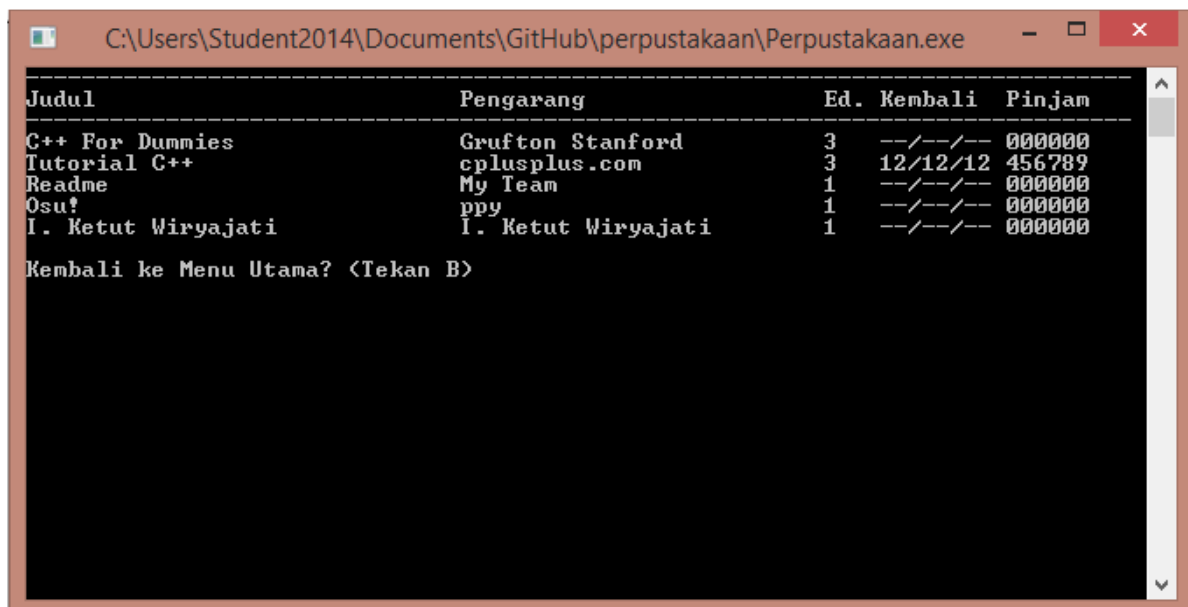 C:\Users\Student2014\Documents\GitHub\perpustakaan\Perpustakaan.exe
Judul Pengarang Ed. Kembali Pinjam
C++ For Dummies Grufton Stanford 3 --/--/-- 000000
Tutorial C++ cplusplus.com 3 12/12/12 456789
Readme My Team 1 --/--/-- 000000
Osu! ppy 1 --/--/-- 000000
I. Ketut Wiryajati I. Ketut Wiryajati 1 --/--/-- 000000
Kembali ke Menu Utama? (Tekan B)